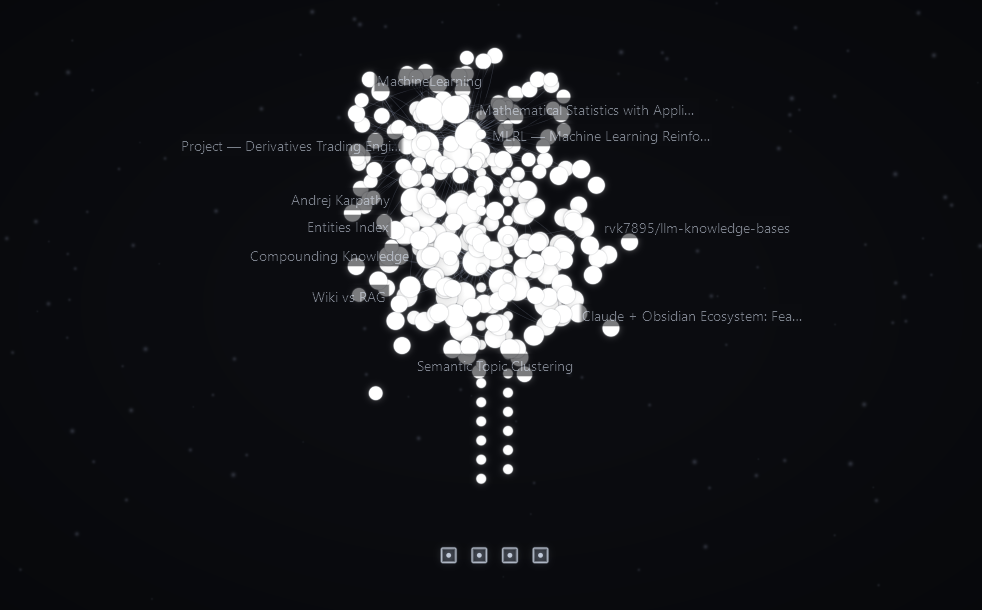 MachineLearning
Mathematical Statistics with Appli...
MLRL — Machine Learning Reinfo...
Project — Derivatives Trading Engi...
Andrej Karpathy
Entities Index
rvk7895/llm-knowledge-bases
Compounding Knowledge
Wiki vs RAG
Claude + Obsidian Ecosystem: Fea...
Semantic Topic Clustering